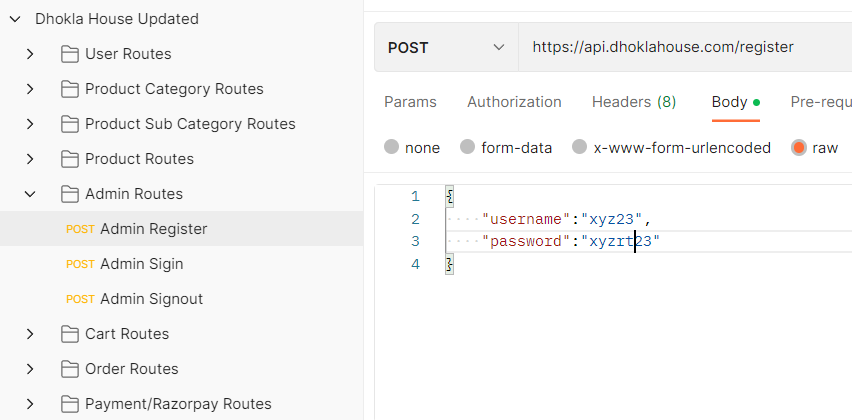 Dhokla House Updated
User Routes
Product Category Routes
Product Sub Category Routes
Product Routes
Admin Routes
POST Admin Register
POST Admin Sigin
POST Admin Signout
Cart Routes
Order Routes
Payment/Razorpay Routes
POST https://api.dhoklahouse.com/register
Params Authorization Headers (8) Body Pre-requ
none form-data x-www-form-urlencoded raw
1 {
2 "username":"xyz23",
3 "password":"xyzrt23"
4 }